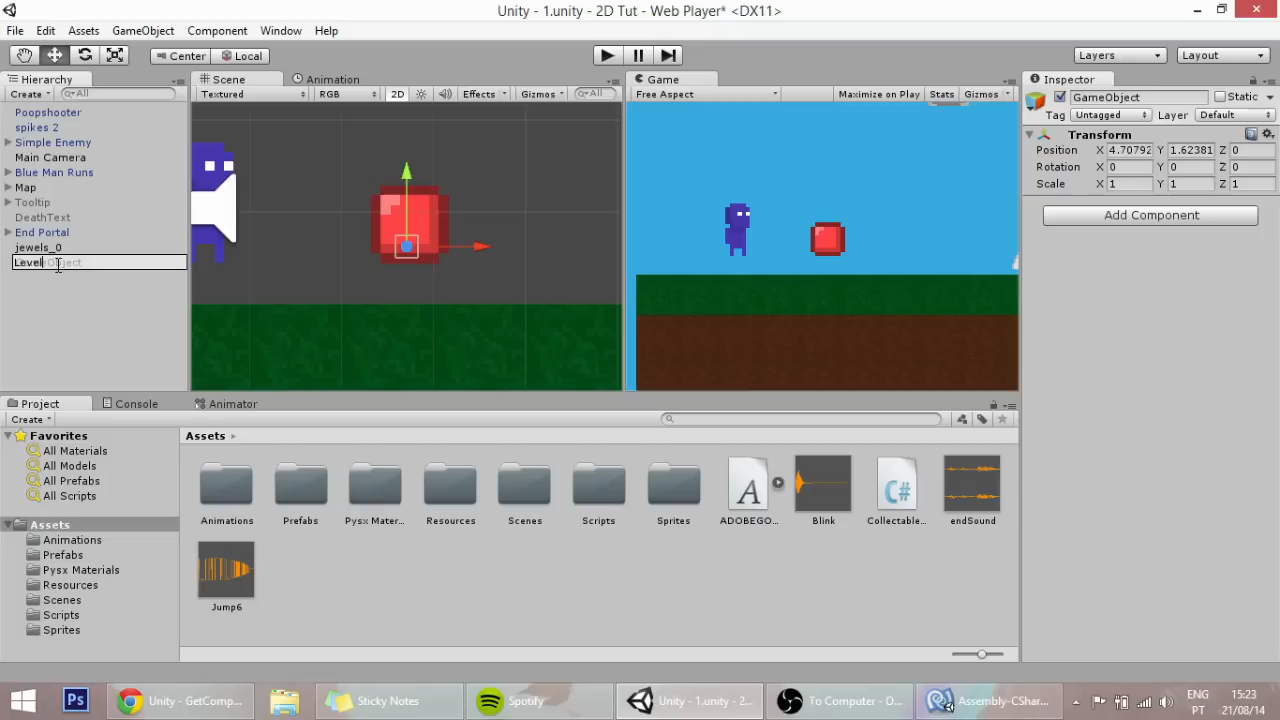 Unity - 1.unity - 2D Tut - Web Player* <DX11>
File Edit Assets GameObject Component Window Help
Center Local Layers Layout
Hierarchy Scene Animation Game Inspector
Create All Textured RGB 2D Effects Gizmos All Free Aspect Maximize on Play Stats Gizmos GameObject Static
Tag Untagged Layer Default
Poopshooter
spikes 2
Simple Enemy
Main Camera
Blue Man Runs
Map
Tooltip
DeathText
End Portal
jewels_0
Level
Transform
Position X 4.70792 Y 1.62381 Z 0
Rotation X 0 Y 0 Z 0
Scale X 1 Y 1 Z 1
Add Component
Project Console Animator
Create
Favorites
All Materials
All Models
All Prefabs
All Scripts
Assets
Animations
Prefabs
Pysx Materials
Resources
Scenes
Scripts
Sprites
Assets
Animations Prefabs Pysx Mater... Resources Scenes Scripts Sprites ADOBEGO... Blink Collectable... endSound
A C#
Jump6
Ps Unity - GetComp... Sticky Notes Spotify Unity - 1.unity - 2... To Computer - O... Assembly-CShar... ENG 15:23
PT 21/08/14